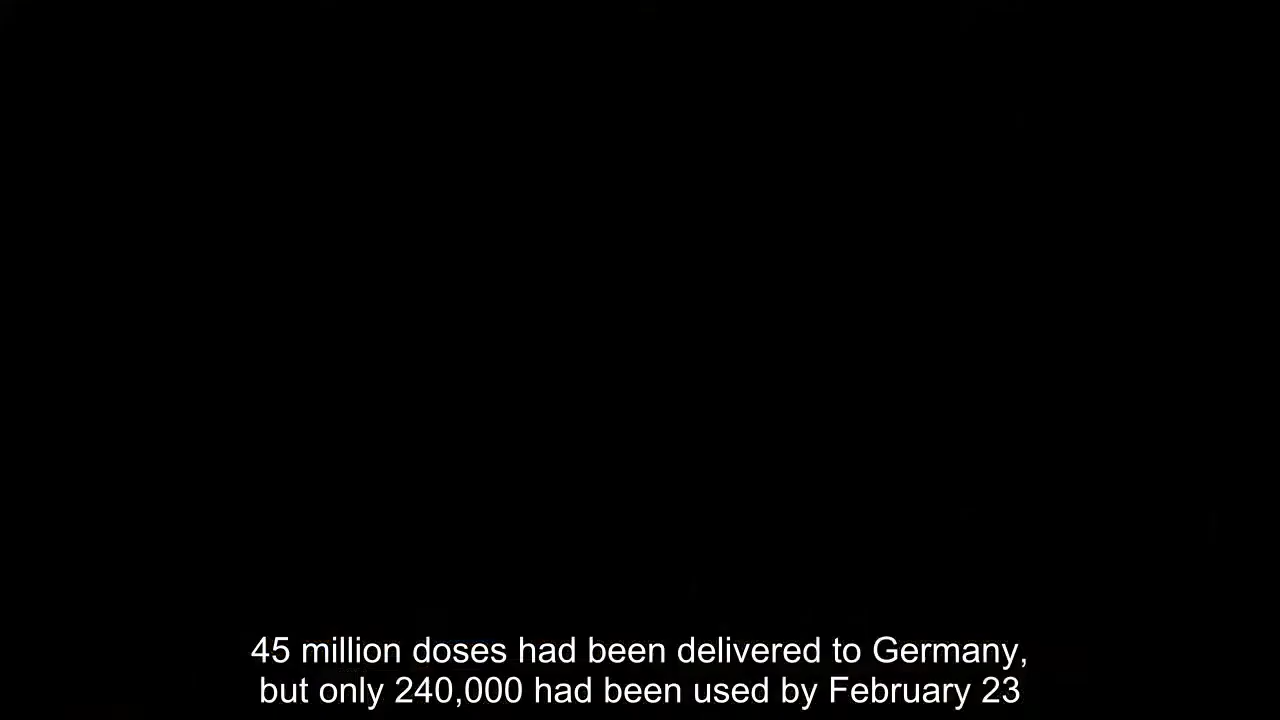 45 million doses had been delivered to Germany,
but only 240,000 had been used by February 23